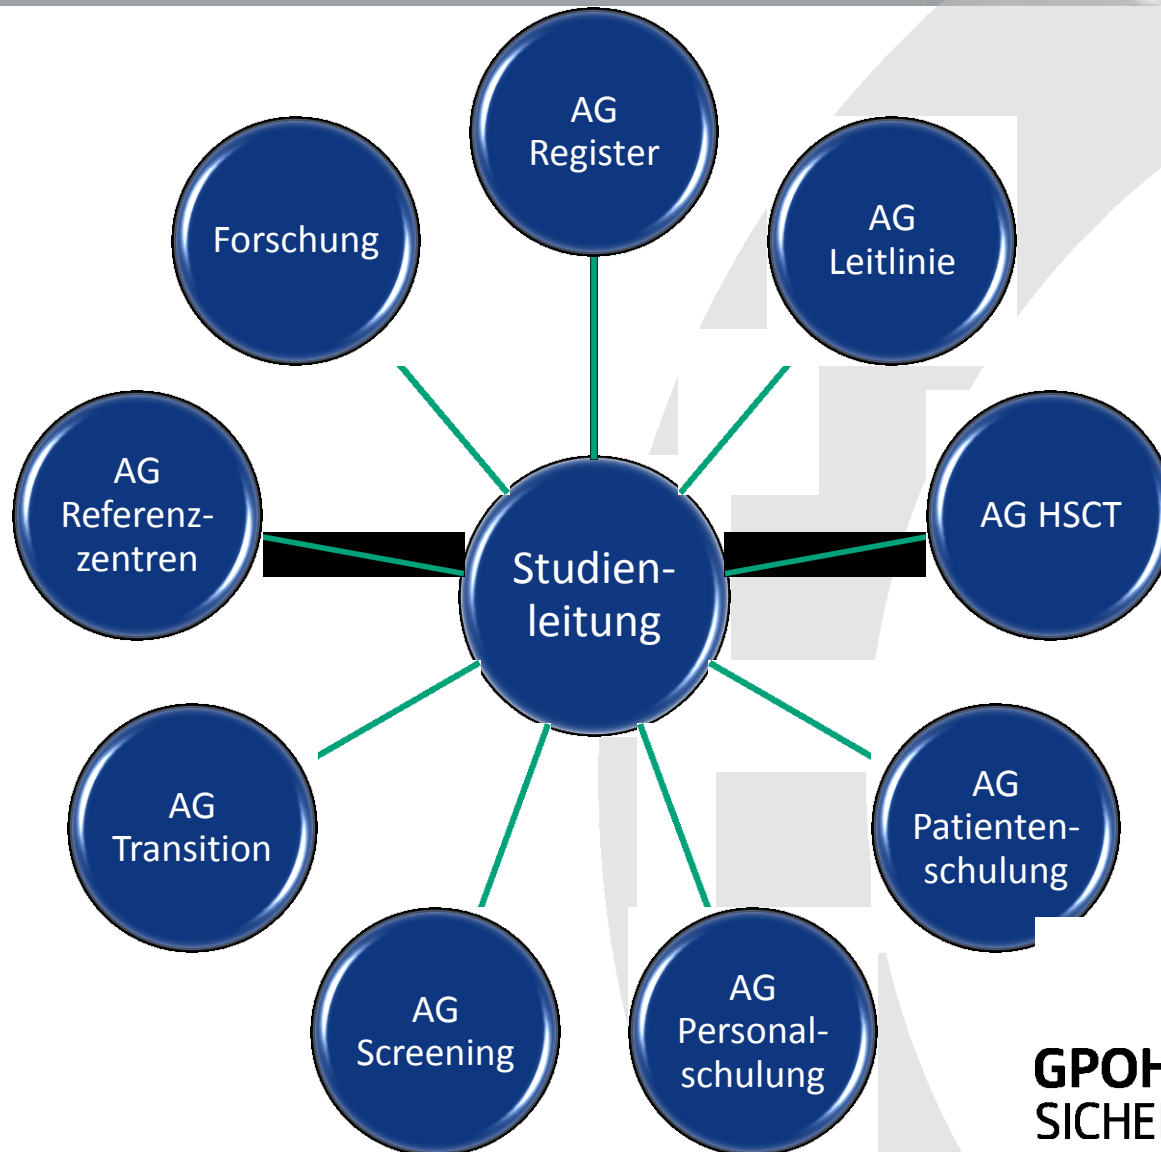 AG
Register
Forschung
AG
Leitlinie
AG
Referenz-
zentren
AG HSCT
Studien-
leitung
AG
Transition
AG
Patienten-
schulung
AG
Screening
AG
Personal-
schulung
GPOH
SICHE